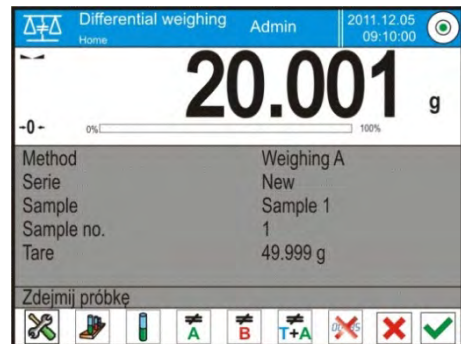 Differential weighing Admin 2011.12.05
Home 09:10:00
20.001 g
-0- 0% 100%
Method Weighing A
Serie New
Sample Sample 1
Sample no. 1
Tare 49.999 g
Zdejmij próbkę
A B T+A